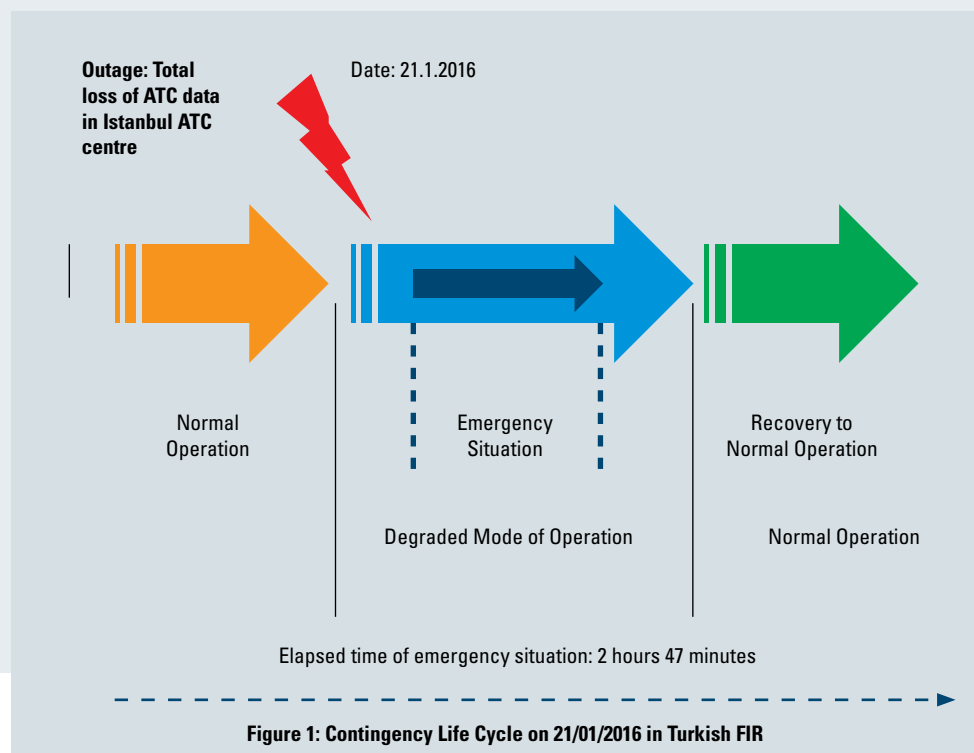 Outage: Total
loss of ATC data
in Istanbul ATC
centre
Date: 21.1.2016
Normal
Operation
Emergency
Situation
Recovery to
Normal Operation
Degraded Mode of Operation
Normal Operation
Elapsed time of emergency situation: 2 hours 47 minutes
Figure 1: Contingency Life Cycle on 21/01/2016 in Turkish FIR